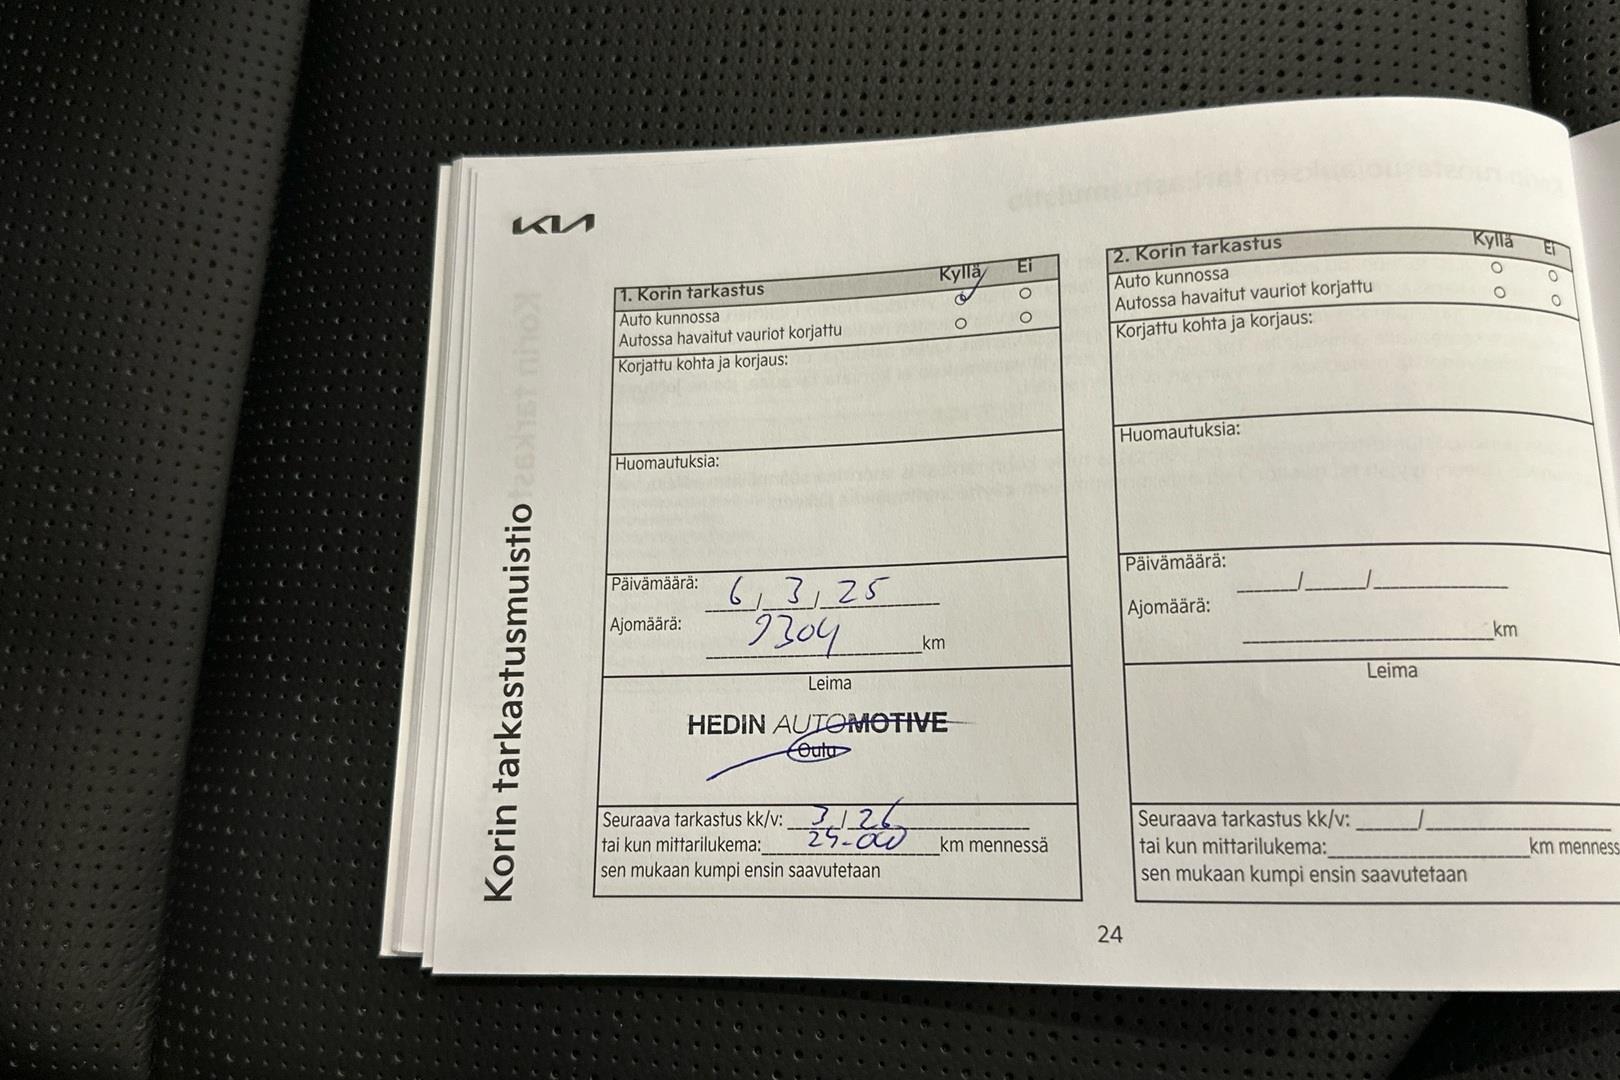 KIA
Korin tarkastusmuistio
1. Korin tarkastus Kyllä Ei
Auto kunnossa
Autossa havaitut vauriot korjattu
Korjattu kohta ja korjaus:
Huomautuksia:
Päivämäärä: 6/3/25
Ajomäärä: 9304 km
Leima
HEDIN AUTOMOTIVE
Oulu
Seuraava tarkastus kk/v: 3/26
tai kun mittarilukema: km mennessä
sen mukaan kumpi ensin saavutetaan
2. Korin tarkastus Kyllä Ei
Auto kunnossa
Autossa havaitut vauriot korjattu
Korjattu kohta ja korjaus:
Huomautuksia:
Päivämäärä: / /
Ajomäärä: km
Leima
Seuraava tarkastus kk/v: /
tai kun mittarilukema: km menness
sen mukaan kumpi ensin saavutetaan
24